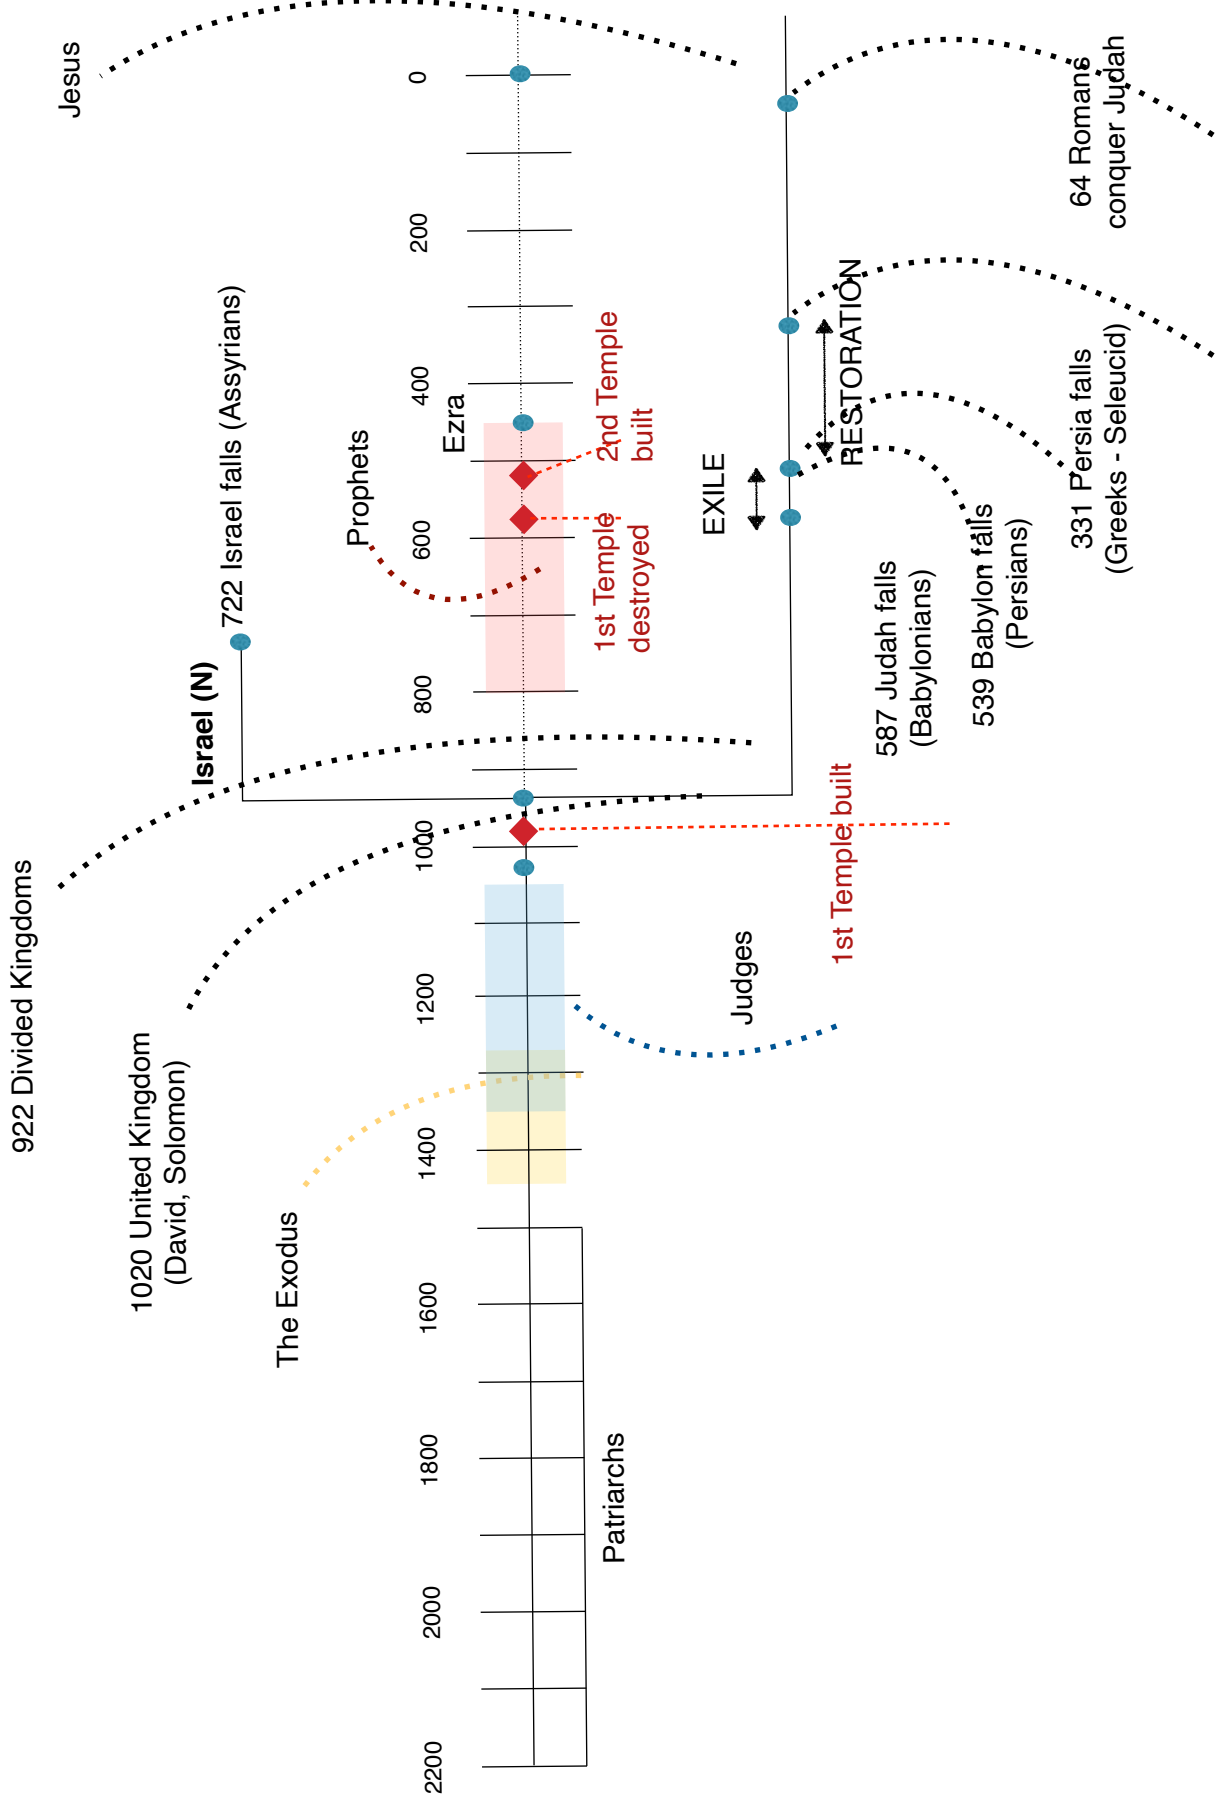 922 Divided Kingdoms
1020 United Kingdom
(David, Solomon)
The Exodus
Jesus
Israel (N)
722 Israel falls (Assyrians)
Prophets
Ezra
2200
2000
1800
1600
1400
1200
1000
800
600
400
200
0
Patriarchs
1st Temple
destroyed
2nd Temple
built
Judges
EXILE
RESTORATION
1st Temple built
587 Judah falls
(Babylonians)
539 Babylon falls
(Persians)
331 Persia falls
(Greeks - Seleucid)
64 Romans
conquer Judah